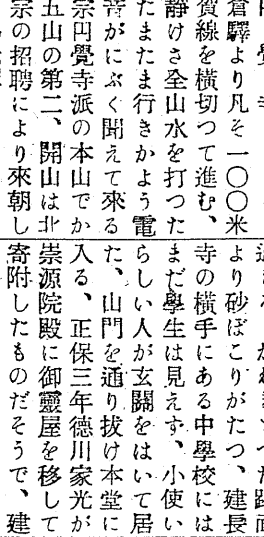 倉驛より凡そ一〇〇米
賀線を横切つて進む、
静けさ全山水を打つた
たまたま行きかよう電
音がにぶく聞えて來る
宗円覺寺派の本山でか
五山の第二、開山は北
宗の招聘により來朝し
より砂ぼこりがたつ、建長
寺の横手にある中學校には
まだ學生は見えず、小使い
らしい人が玄關をはいて居
た、山門を通り抜け本堂に
入る、正保三年徳川家光が
崇源院殿に御靈屋を移して
寄附したものだそうで、建